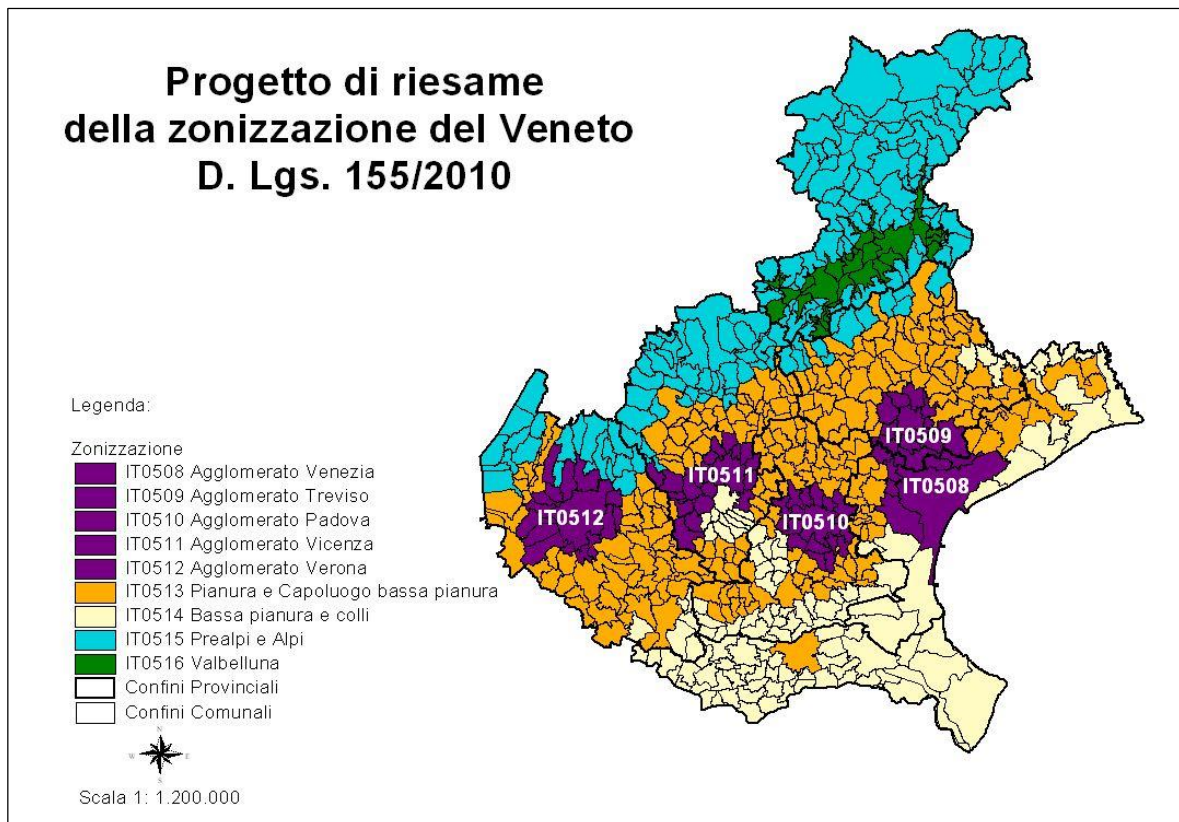 Progetto di riesame
della zonizzazione del Veneto
D. Lgs. 155/2010
Legenda:
Zonizzazione
IT0508 Agglomerato Venezia
IT0509 Agglomerato Treviso
IT0510 Agglomerato Padova
IT0511 Agglomerato Vicenza
IT0512 Agglomerato Verona
IT0513 Pianura e Capoluogo bassa pianura
IT0514 Bassa pianura e colli
IT0515 Prealpi e Alpi
IT0516 Valbelluna
Confini Provinciali
Confini Comunali
N
W E
S
Scala 1: 1.200.000
IT0509
IT0511
IT0508
IT0512
IT0510